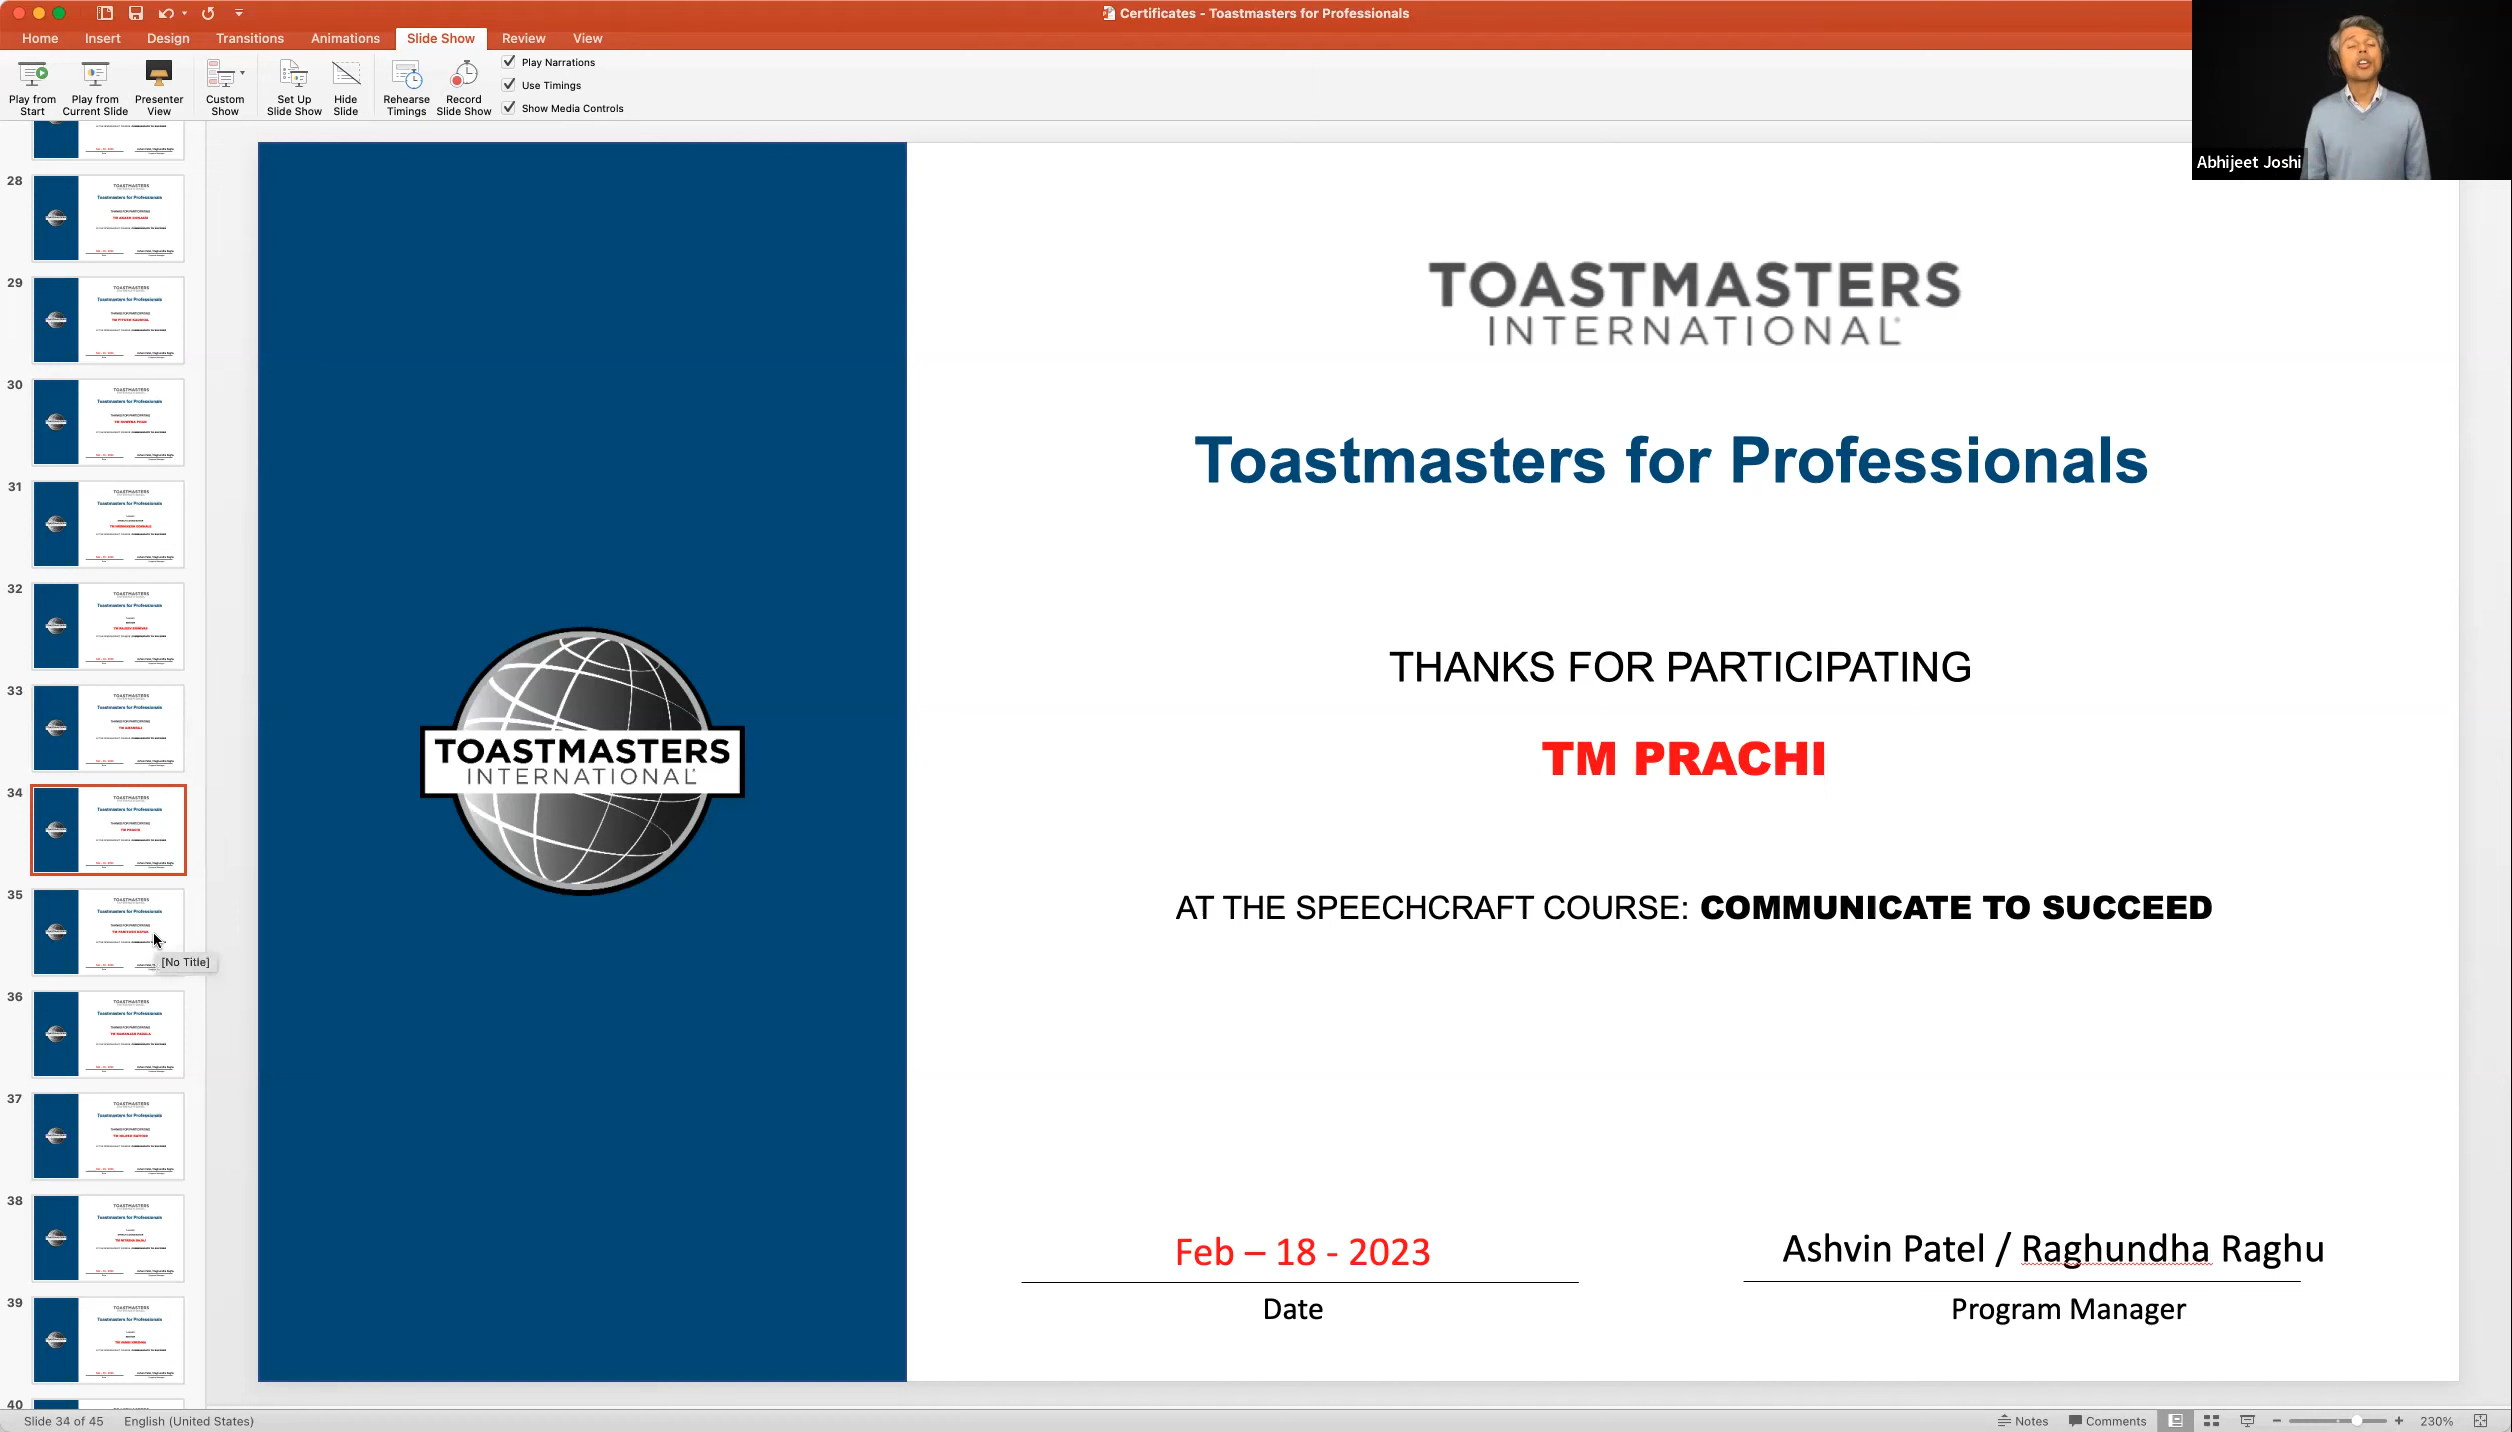 Certificates - Toastmasters for Professionals
Home Insert Design Transitions Animations Slide Show Review View
Play from Start
Play from Current Slide
Presenter View
Custom Show
Set Up Slide Show
Hide Slide
Rehearse Timings
Record Slide Show
Play Narrations
Use Timings
Show Media Controls
Abhijeet Joshi
28
29
30
31
32
33
34
35
[No Title]
36
37
38
39
40
TOASTMASTERS
INTERNATIONAL
TOASTMASTERS
INTERNATIONAL
Toastmasters for Professionals
THANKS FOR PARTICIPATING
TM PRACHI
AT THE SPEECHCRAFT COURSE: COMMUNICATE TO SUCCEED
Feb – 18 - 2023
Date
Ashvin Patel / Raghundha Raghu
Program Manager
Slide 34 of 45 English (United States)
Notes Comments 230%